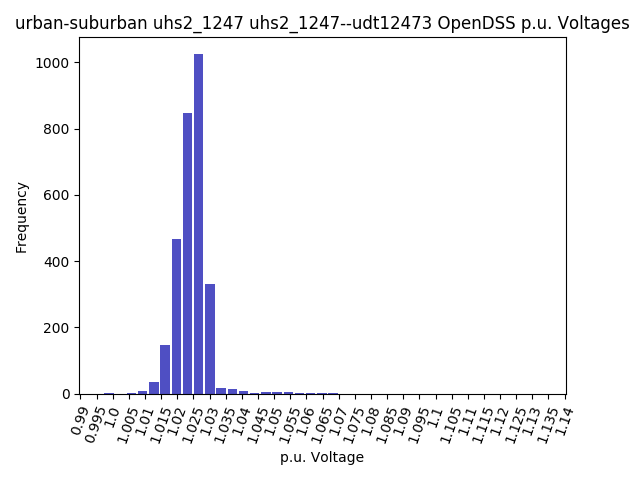 urban-suburban uhs2_1247 uhs2_1247--udt12473 OpenDSS p.u. Voltages
1000
800
600
400
200
0
Frequency
0.99 0.995 1.0 1.005 1.01 1.015 1.02 1.025 1.03 1.035 1.04 1.045 1.05 1.055 1.06 1.065 1.07 1.075 1.08 1.085 1.09 1.095 1.1 1.105 1.11 1.115 1.12 1.125 1.13 1.135 1.14
p.u. Voltage